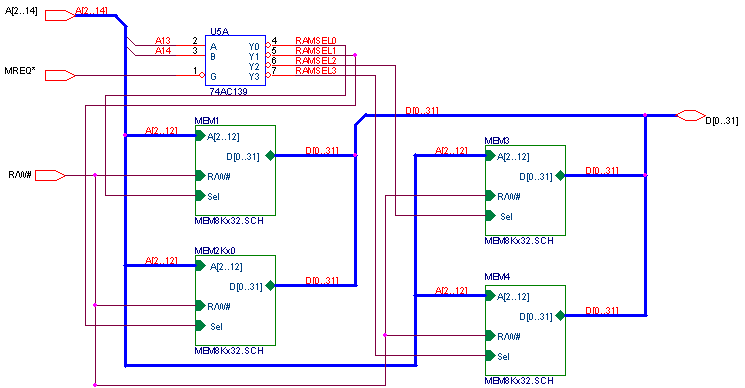 A[2..14] A[2..14]
U5A
A13 2 A Y0 4 RAMSEL0
A14 3 B Y1 5 RAMSEL1
Y2 6 RAMSEL2
MREQ* 1 G Y3 7 RAMSEL3
74AC139
D[0..31] D[0..31]
MEM1
A[2..12] A[2..12]
D[0..31] D[0..31]
R/W# R/W#
Sel
MEM8Kx32.SCH
MEM3
A[2..12] A[2..12]
D[0..31] D[0..31]
R/W#
Sel
MEM8Kx32.SCH
MEM2Kx0
A[2..12] A[2..12]
D[0..31] D[0..31]
R/W#
Sel
MEM8Kx32.SCH
MEM4
A[2..12] A[2..12]
D[0..31] D[0..31]
R/W#
Sel
MEM8Kx32.SCH